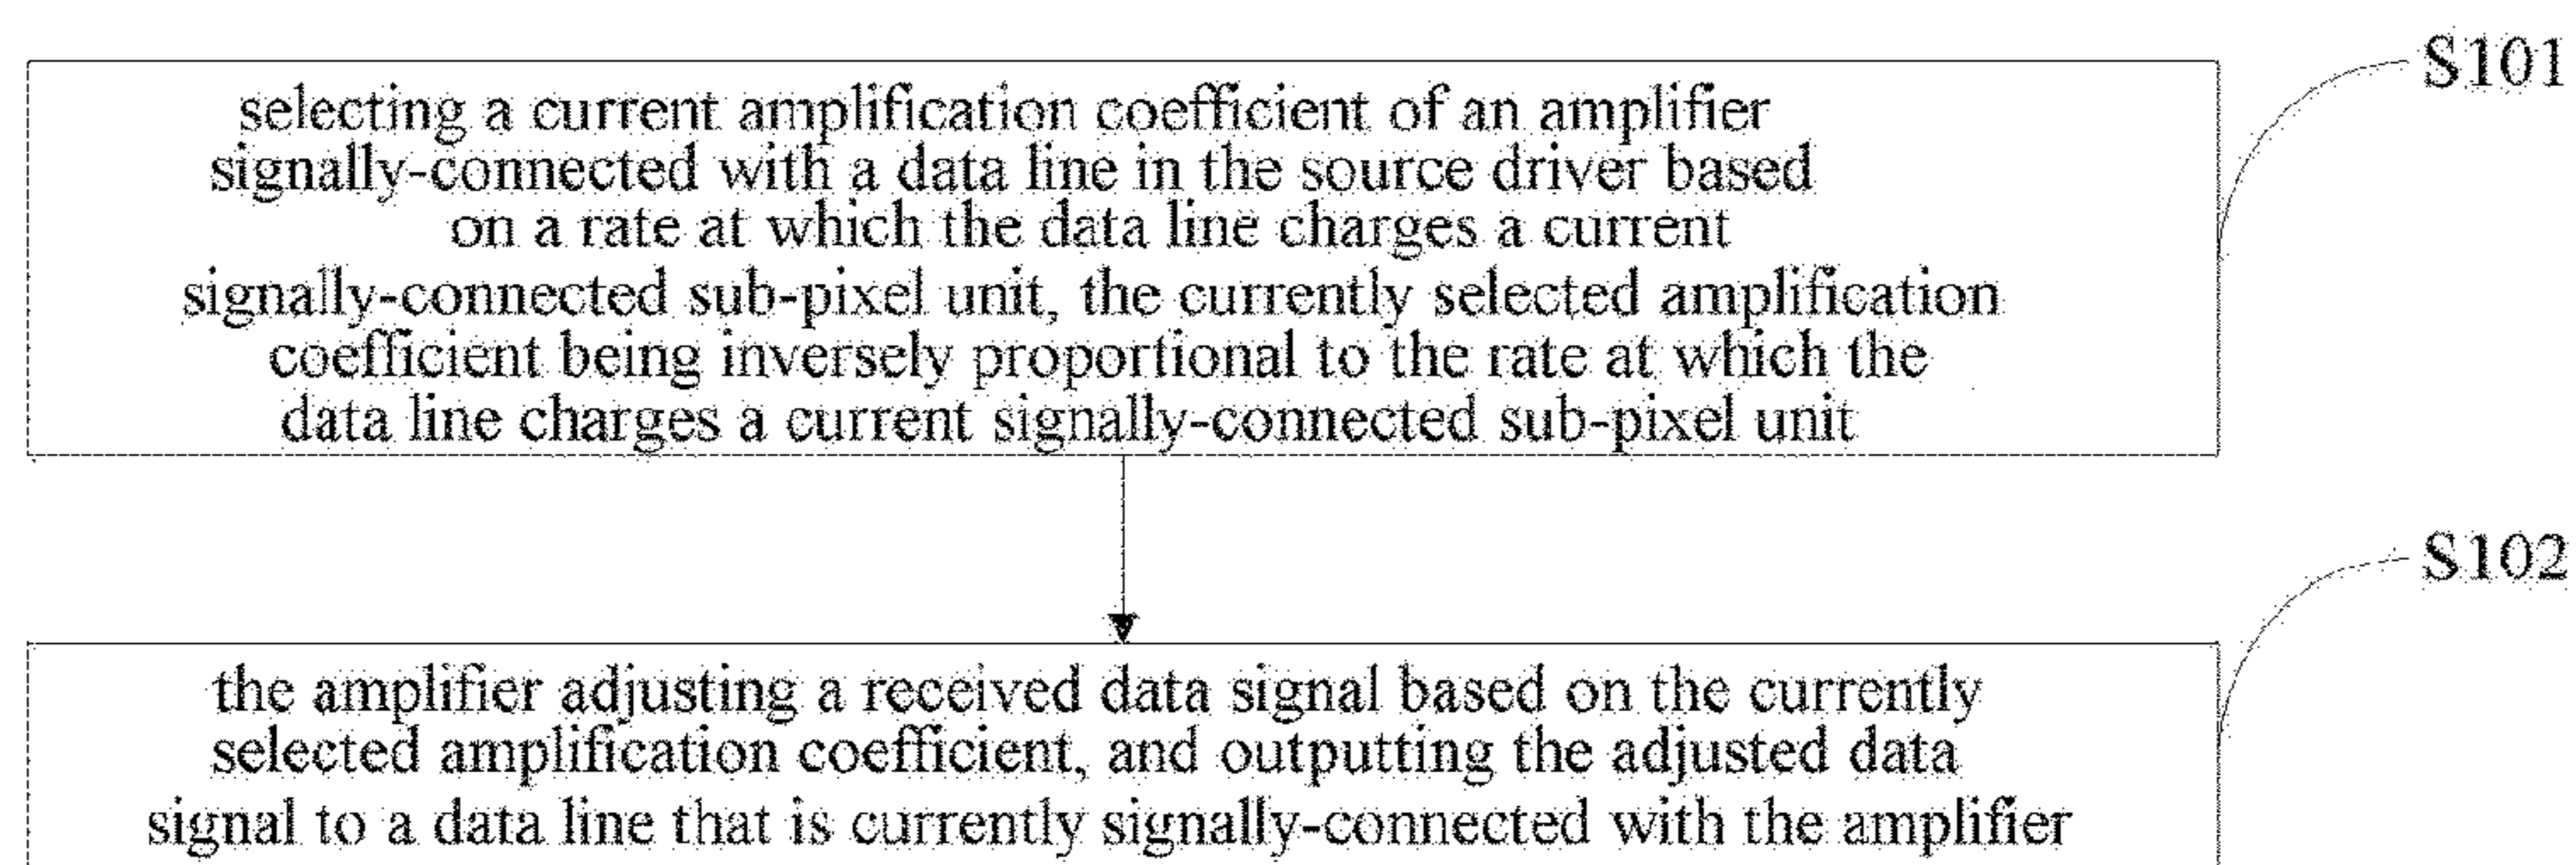 S101
selecting a current amplification coefficient of an amplifier
signally-connected with a data line in the source driver based
on a rate at which the data line charges a current
signally-connected sub-pixel unit, the currently selected amplification
coefficient being inversely proportional to the rate at which the
data line charges a current signally-connected sub-pixel unit
S102
the amplifier adjusting a received data signal based on the currently
selected amplification coefficient, and outputting the adjusted data
signal to a data line that is currently signally-connected with the amplifier